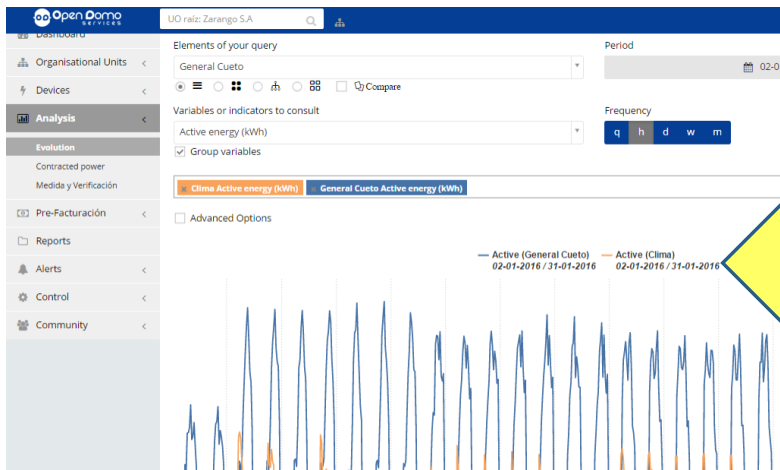 Open Domo
SERVICES
UO raíz: Zarango S.A
Dashboard
Organisational Units
Devices
Analysis
Evolution
Contracted power
Medida y Verificación
Pre-Facturación
Reports
Alerts
Control
Community
Elements of your query
General Cueto
Compare
Variables or indicators to consult
Active energy (kWh)
Group variables
Period
02-0
Frequency
q h d w m
× Clima Active energy (kWh) × General Cueto Active energy (kWh)
Advanced Options
Active (General Cueto) Active (Clima)
02-01-2016 / 31-01-2016 02-01-2016 / 31-01-2016